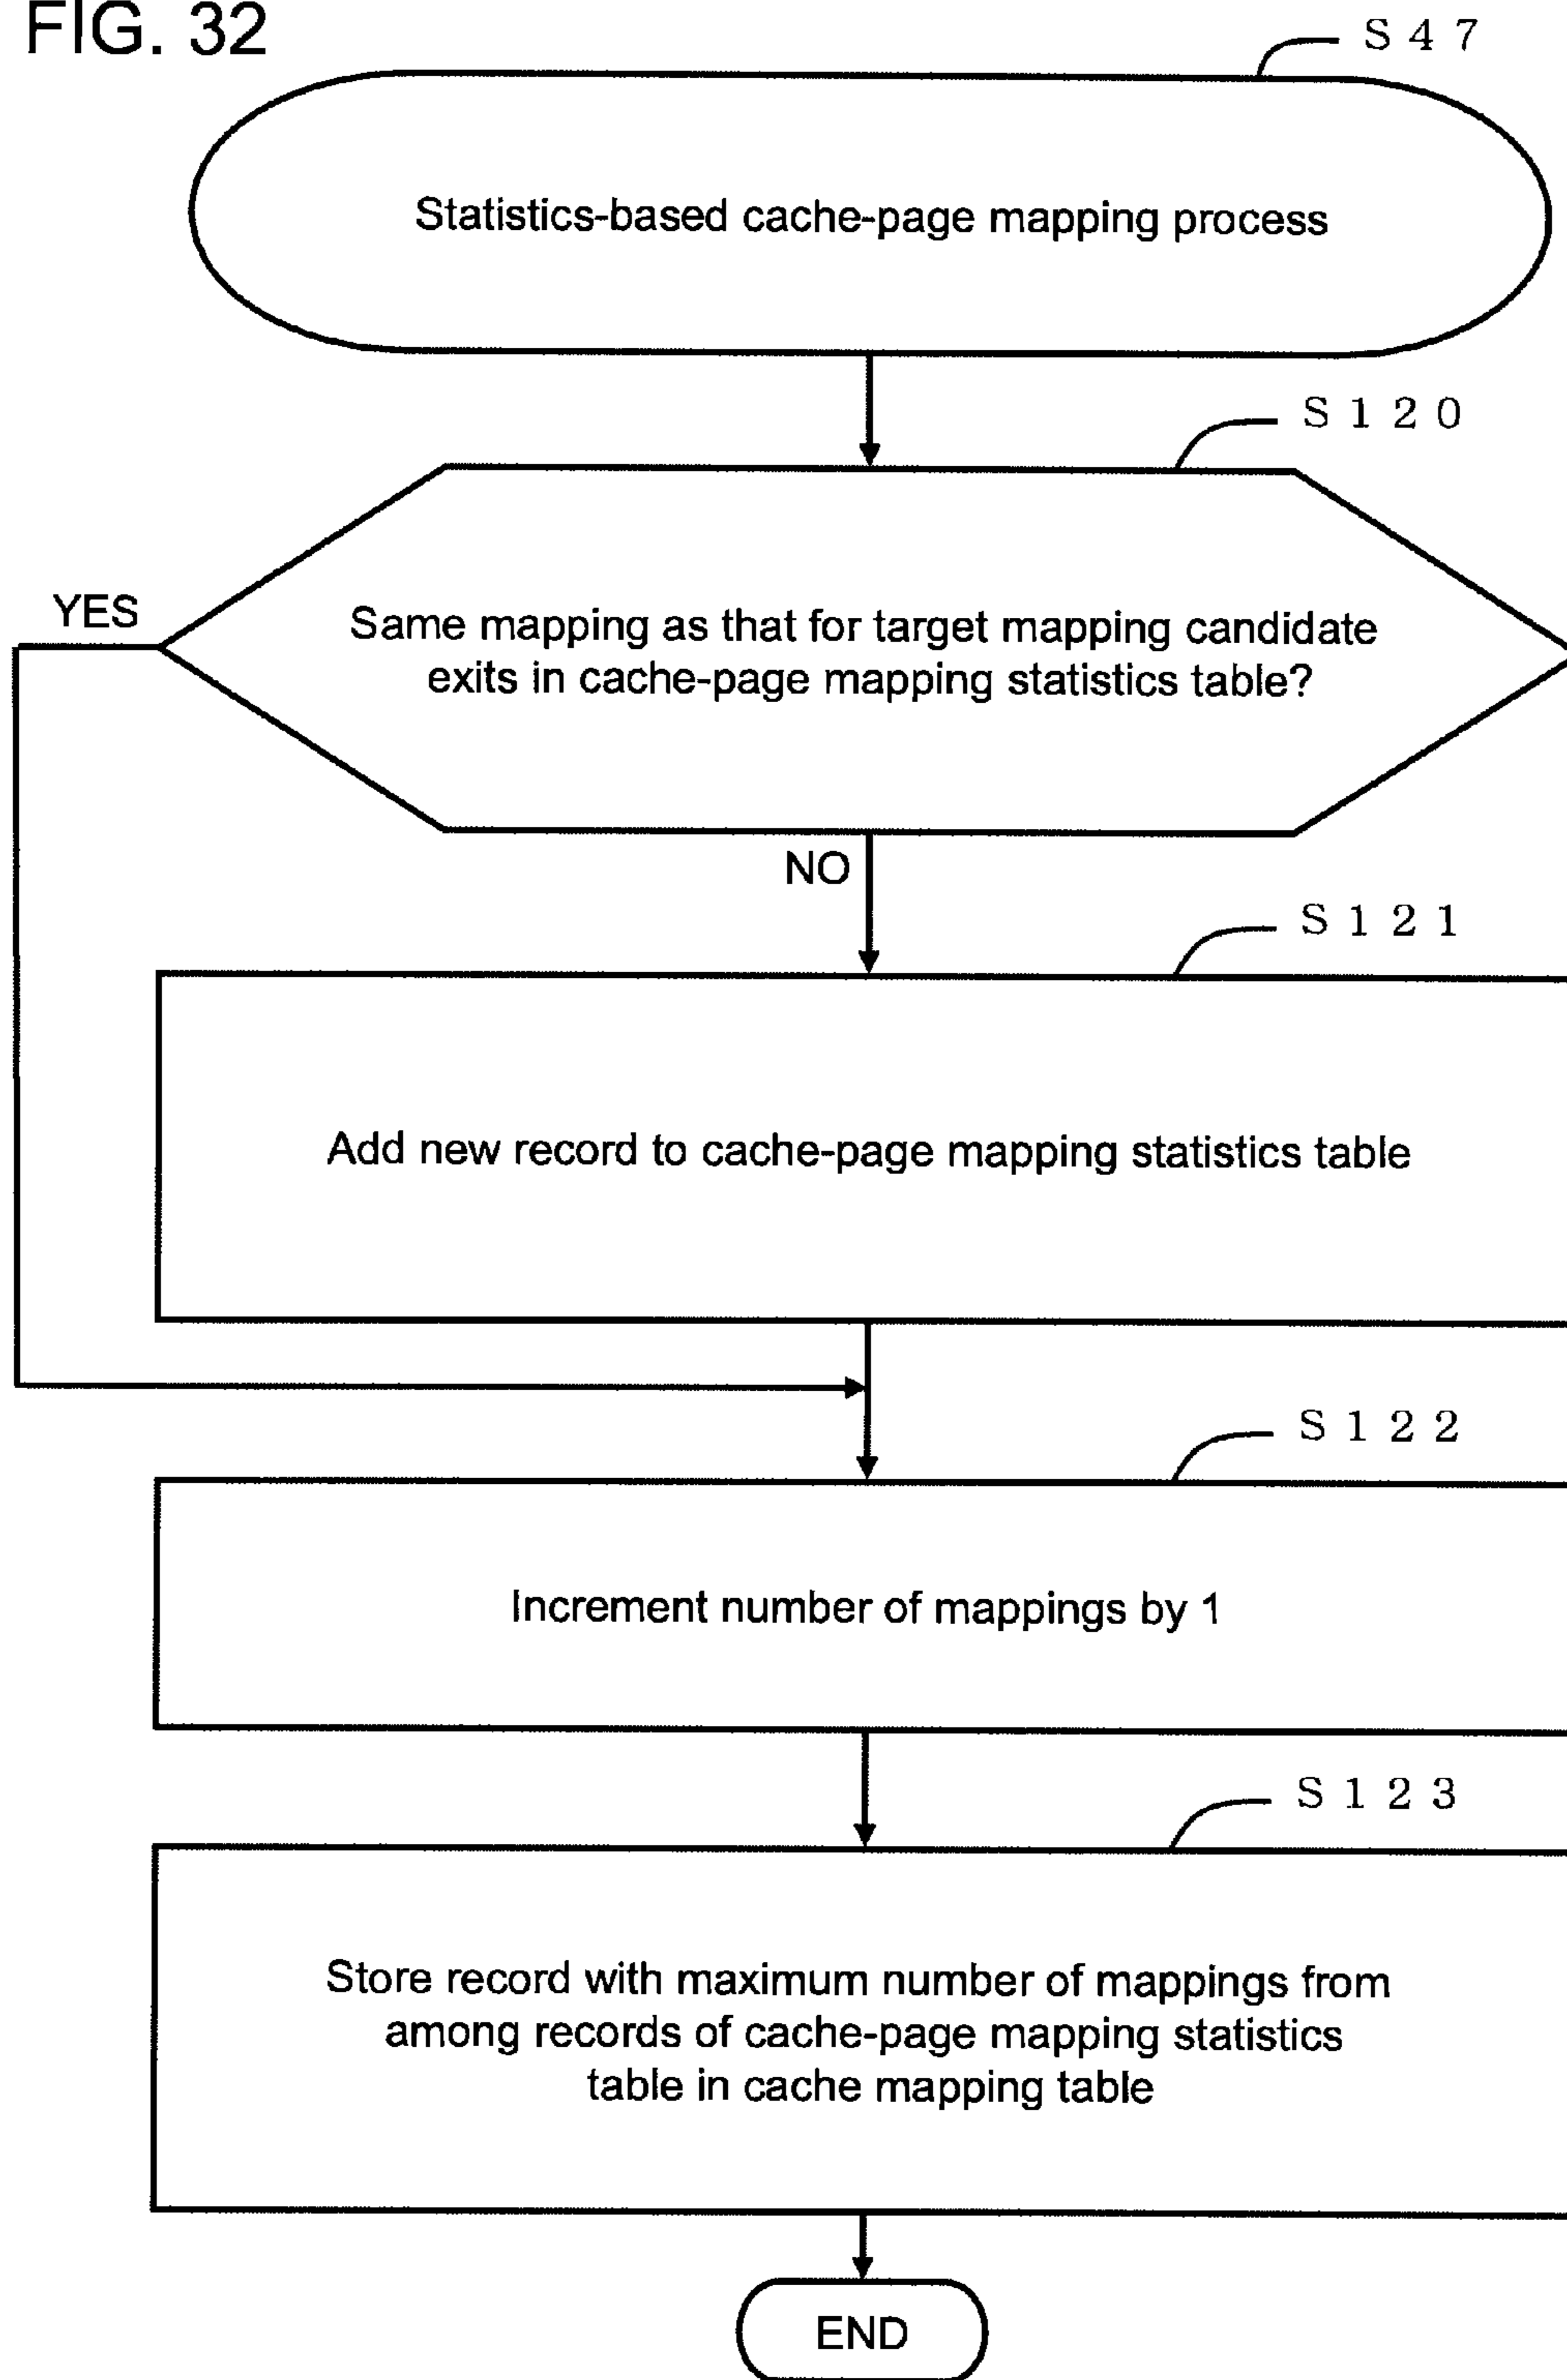 FIG. 32
S47
Statistics-based cache-page mapping process
S120
YES
Same mapping as that for target mapping candidate
exits in cache-page mapping statistics table?
NO
S121
Add new record to cache-page mapping statistics table
S122
Increment number of mappings by 1
S123
Store record with maximum number of mappings from
among records of cache-page mapping statistics
table in cache mapping table
END